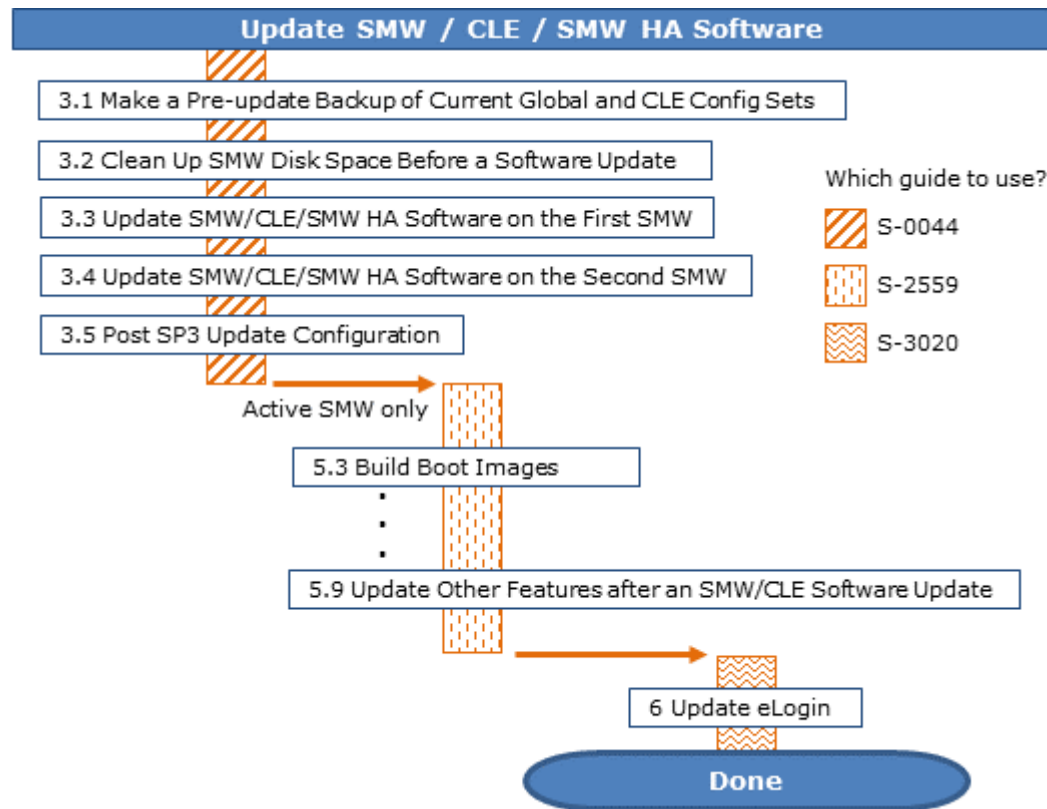 Update SMW / CLE / SMW HA Software
3.1 Make a Pre-update Backup of Current Global and CLE Config Sets
3.2 Clean Up SMW Disk Space Before a Software Update
3.3 Update SMW/CLE/SMW HA Software on the First SMW
3.4 Update SMW/CLE/SMW HA Software on the Second SMW
3.5 Post SP3 Update Configuration
Which guide to use?
S-0044
S-2559
S-3020
Active SMW only
5.3 Build Boot Images
5.9 Update Other Features after an SMW/CLE Software Update
6 Update eLogin
Done